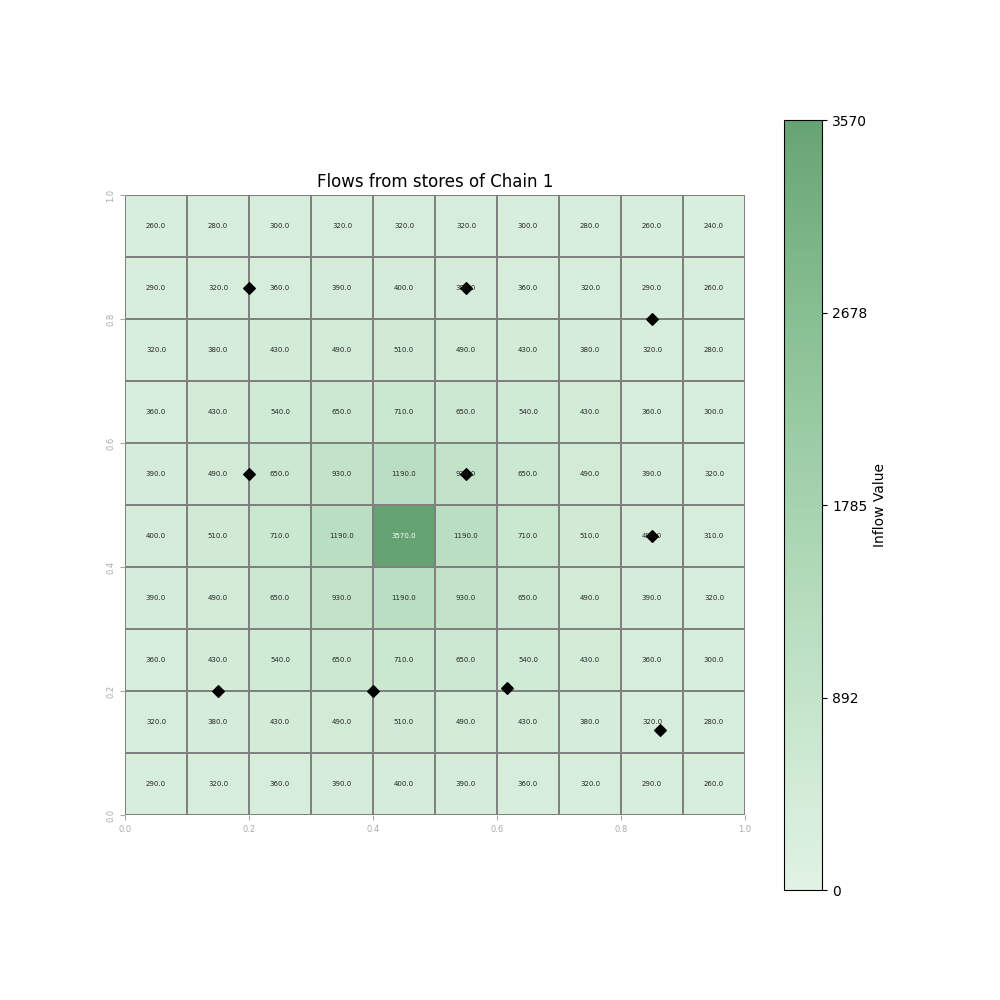 Flows from stores of Chain 1
1.0
260.0 280.0 300.0 320.0 320.0 320.0 300.0 280.0 260.0 240.0
290.0 320.0 360.0 390.0 400.0 360.0 320.0 290.0 260.0
0.8
320.0 380.0 430.0 490.0 510.0 490.0 430.0 380.0 320.0 280.0
360.0 430.0 540.0 650.0 710.0 650.0 540.0 430.0 360.0 300.0
0.6
390.0 490.0 650.0 930.0 1190.0 650.0 490.0 390.0 320.0
400.0 510.0 710.0 1190.0 3570.0 1190.0 710.0 510.0 310.0
0.4
390.0 490.0 650.0 930.0 1190.0 930.0 650.0 490.0 390.0 320.0
360.0 430.0 540.0 650.0 710.0 650.0 540.0 430.0 360.0 300.0
0.2
320.0 380.0 430.0 490.0 510.0 490.0 430.0 380.0 320.0 280.0
290.0 320.0 360.0 390.0 400.0 390.0 360.0 320.0 290.0 260.0
0.0
0.0 0.2 0.4 0.6 0.8 1.0
3570
2678
1785
892
0
Inflow Value